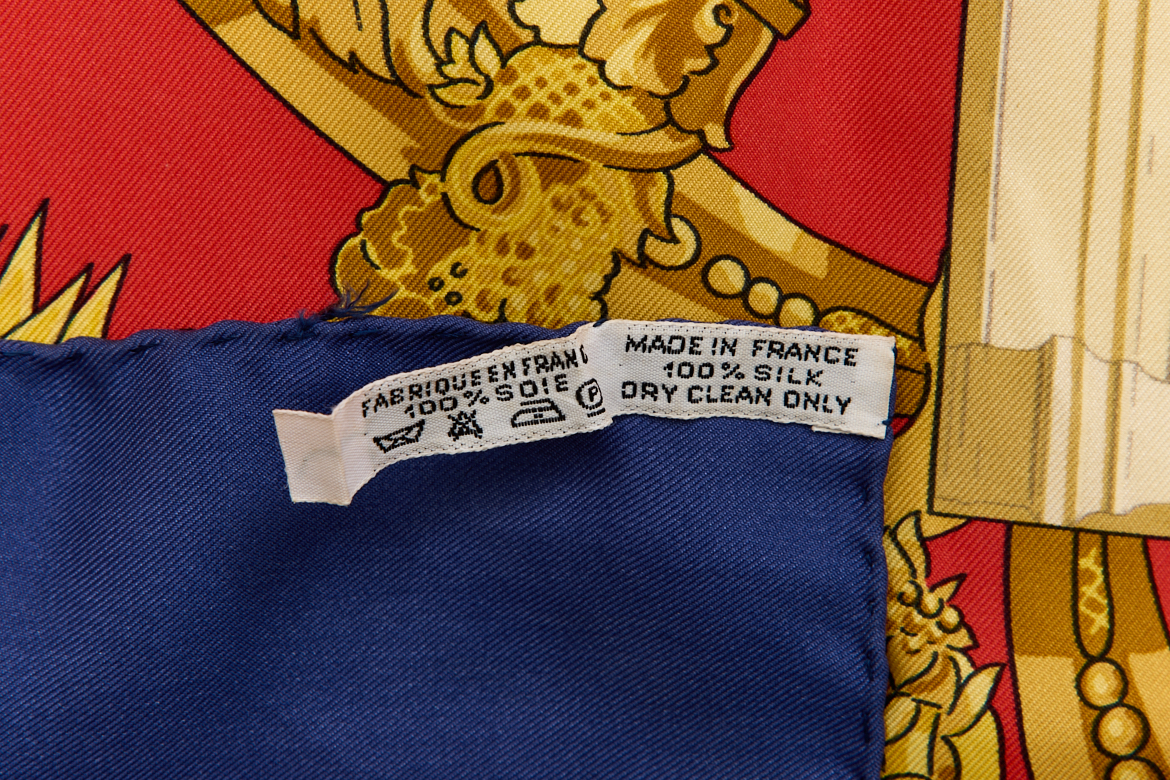 FABRIQUE EN FRANC
100% SOIE
P
MADE IN FRANCE
100% SILK
DRY CLEAN ONLY